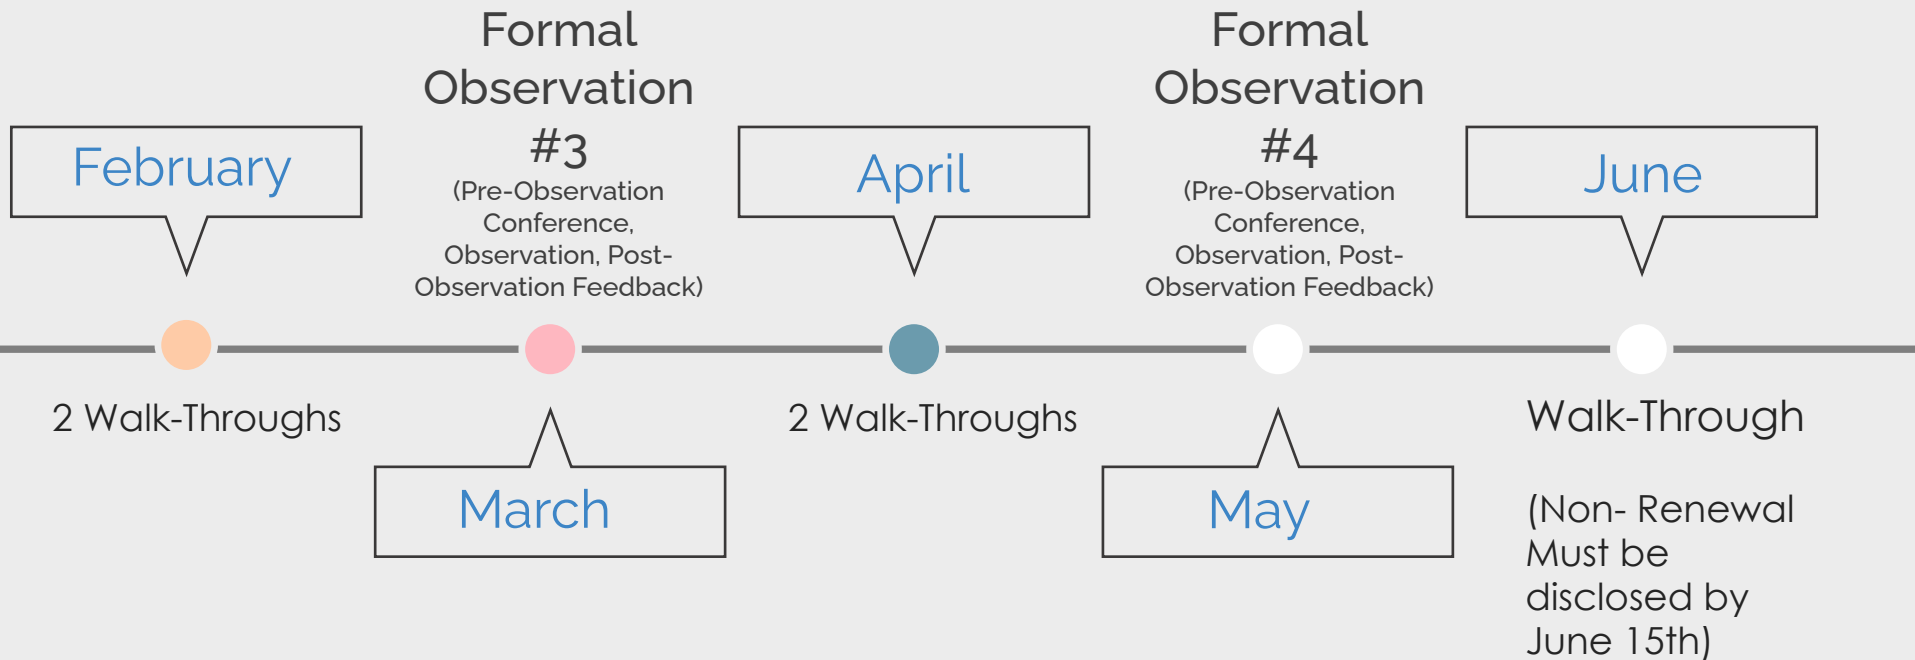 February
2 Walk-Throughs
Formal
Observation
#3
(Pre-Observation
Conference,
Observation, Post-
Observation Feedback)
March
April
2 Walk-Throughs
Formal
Observation
#4
(Pre-Observation
Conference,
Observation, Post-
Observation Feedback)
May
June
Walk-Through
(Non- Renewal
Must be
disclosed by
June 15th)